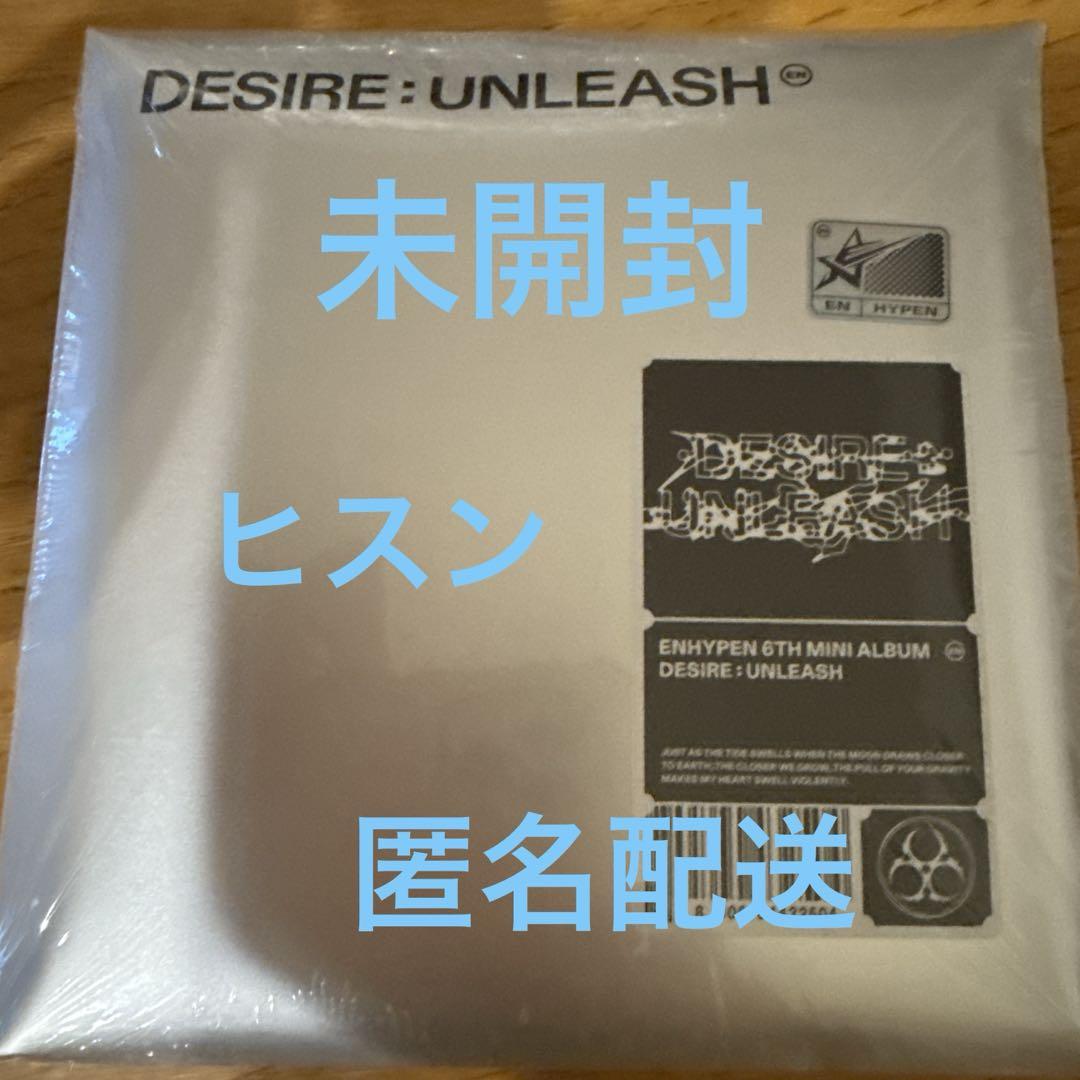 DESIRE : UNLEASH EN
未開封
EN HYPEN
DESIRE:
UNLEASH
ヒスン
ENHYPEN 6TH MINI ALBUM EN
DESIRE : UNLEASH
JUST AS THE TIDE SWELLS WHEN THE MOON DRAWS CLOSER
TO EARTH, THE CLOSER WE GROW, THE PULL OF YOUR GRAVITY
MAKES MY HEART SWELL VIOLENTLY.
匿名配送